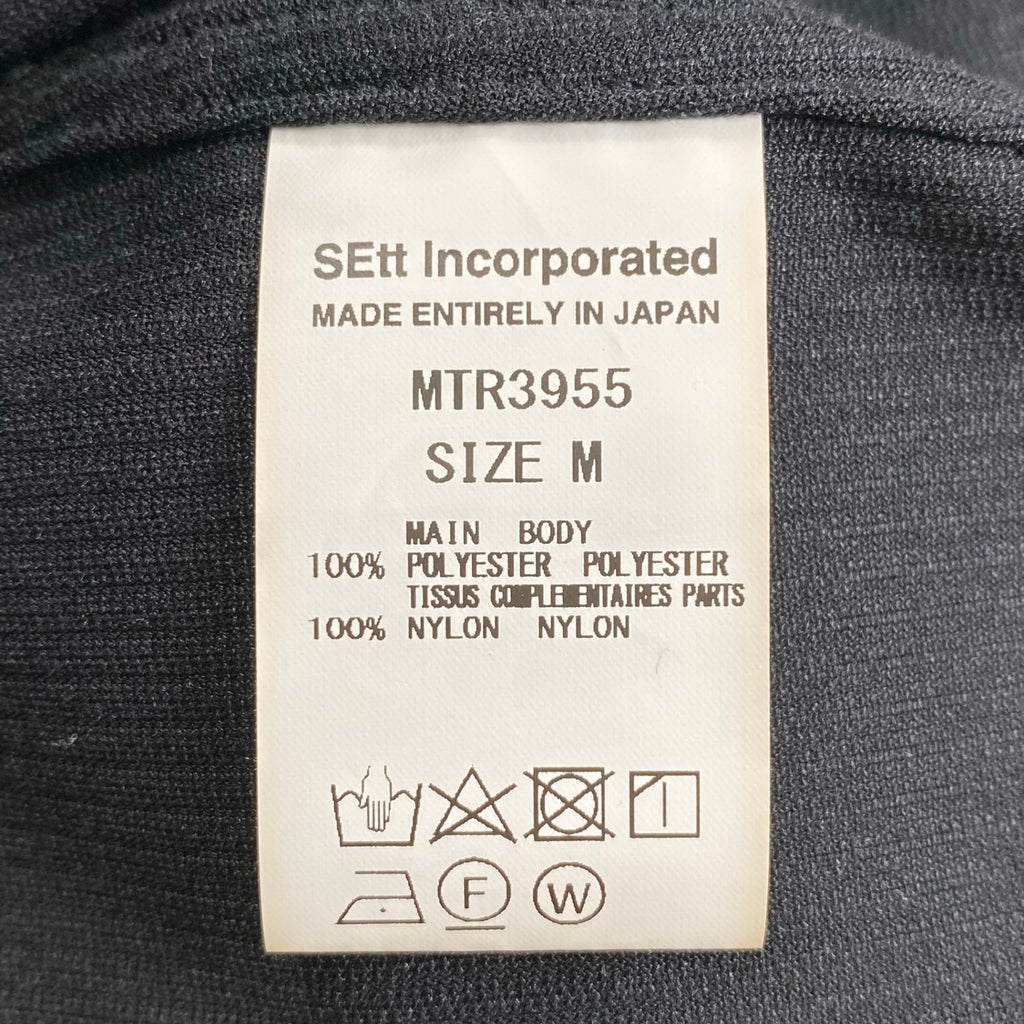 SEtt Incorporated
MADE ENTIRELY IN JAPAN
MTR3955
SIZE M
MAIN BODY
100% POLYESTER POLYESTER
TISSUS COMPLEMENTAIRES PARTS
100% NYLON NYLON
F W